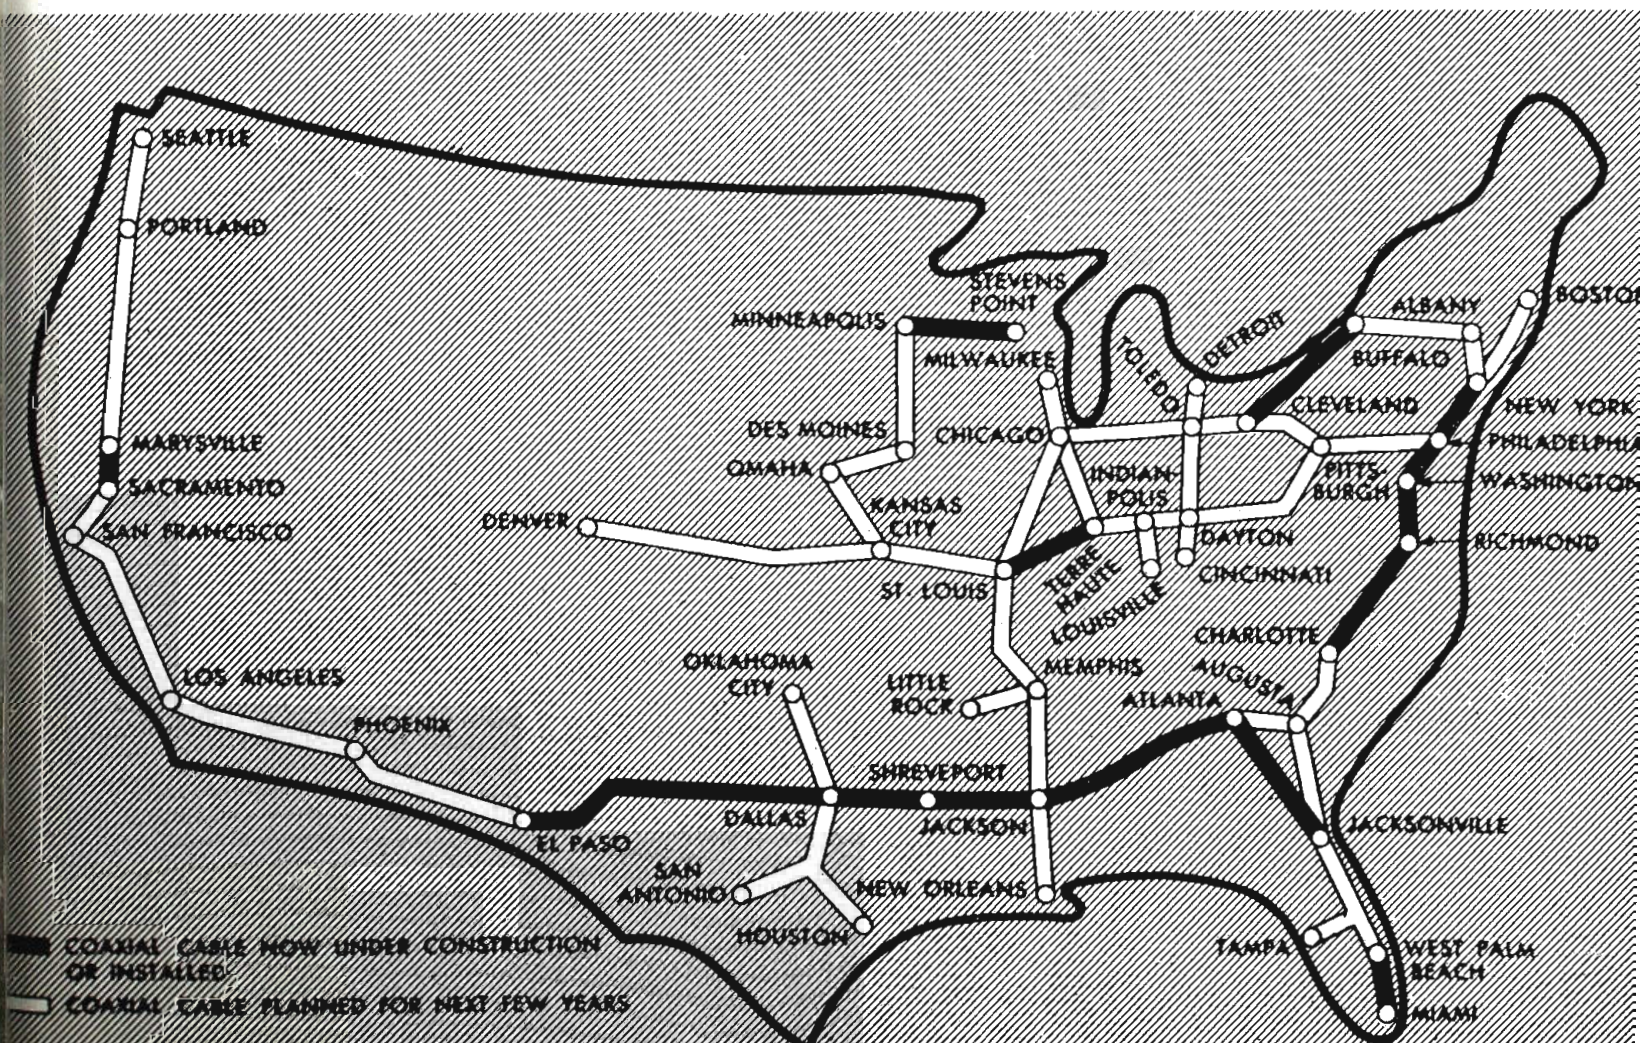 SEATTLE
PORTLAND
STEVENS
POINT
MINNEAPOLIS
MILWAUKEE
TOLEDO
DETROIT
ALBANY
BUFFALO
MARYSVILLE
DES MOINES
CHICAGO
CLEVELAND
NEW YORK
OMAHA
INDIAN-
POLIS
PITTS-
BURGH
SACRAMENTO
KANSAS
CITY
SAN FRANCISCO
DENVER
DAYTON
RICHMOND
TERRE
HAUTE
CINCINNATI
ST. LOUIS
LOUISVILLE
CHARLOTTE
OKLAHOMA
CITY
LITTLE
ROCK
MEMPHIS
AUGUSTA
ATLANTA
LOS ANGELES
PHOENIX
SHREVEPORT
DALLAS
JACKSON
JACKSONVILLE
EL PASO
SAN
ANTONIO
NEW ORLEANS
HOUSTON
TAMPA
WEST PALM
BEACH
MIAMI
PHILADELPHIA
WASHINGTON
COAXIAL CABLE NOW UNDER CONSTRUCTION
OR INSTALLED
COAXIAL CABLE PLANNED FOR NEXT FEW YEARS